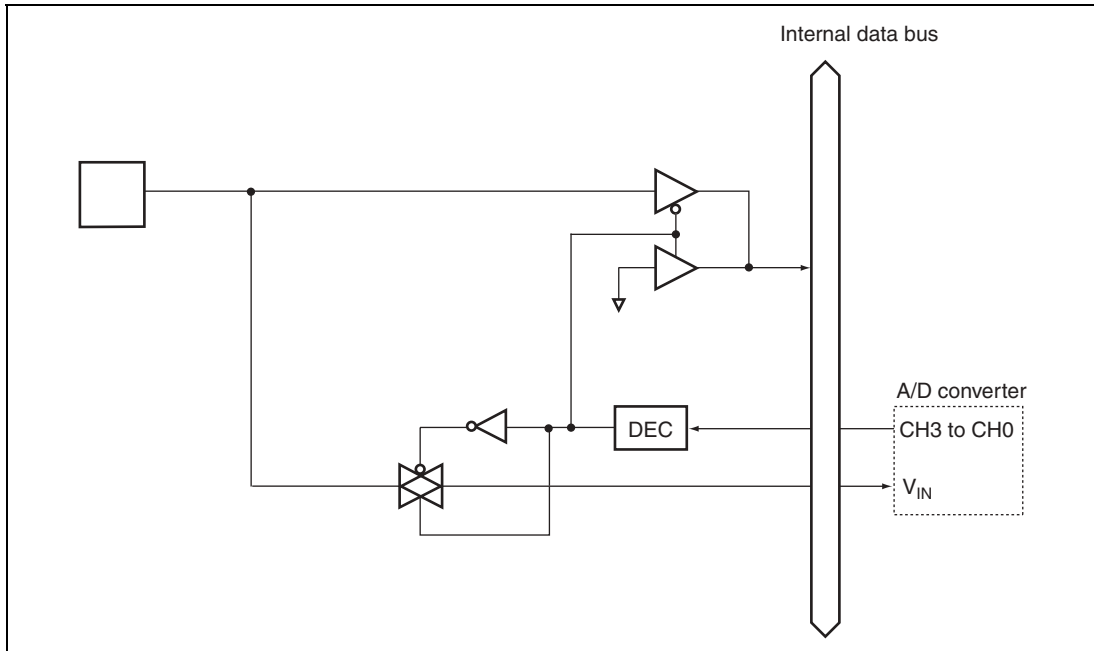 Internal data bus
A/D converter
DEC
CH3 to CH0
VIN